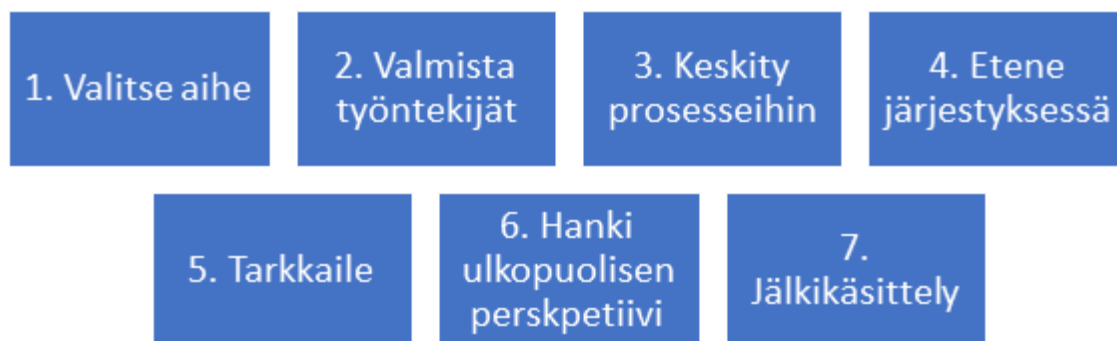 1. Valitse aihe
2. Valmista
työntekijät
3. Keskity
prosesseihin
4. Etene
järjestyksessä
5. Tarkkaile
6. Hanki
ulkopuolisen
perskpetiivi
7.
Jälkikäsittely